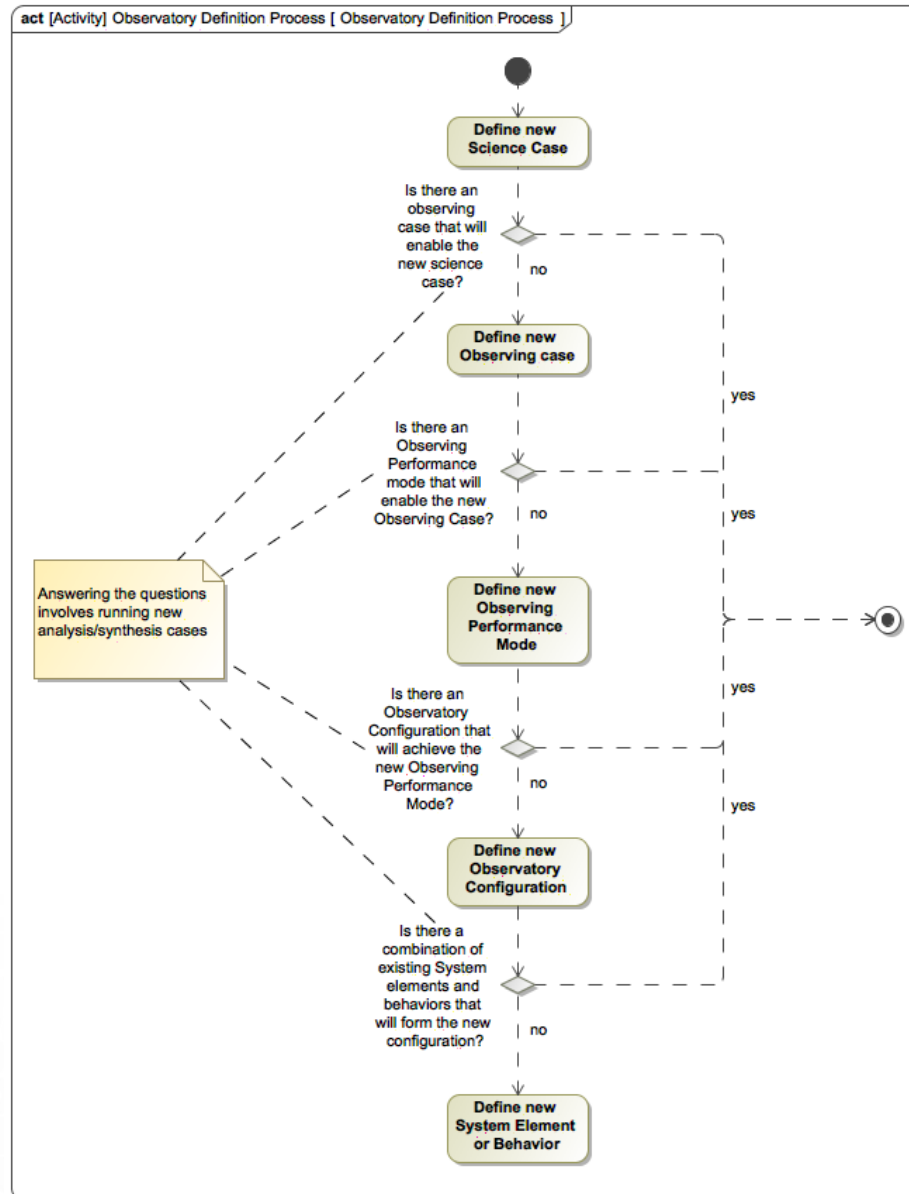 act [Activity] Observatory Definition Process [ Observatory Definition Process ]
Define new
Science Case
Is there an
observing
case that will
enable the
new science
case?
no
Define new
Observing case
yes
Is there an
Observing
Performance
mode that will
enable the new
Observing Case?
no
yes
Answering the questions
involves running new
analysis/synthesis cases
Define new
Observing
Performance
Mode
Is there an
Observatory
Configuration that
will achieve the
new Observing
Performance
Mode?
yes
no
yes
Define new
Observatory
Configuration
Is there a
combination of
existing System
elements and
behaviors that
will form the new
configuration?
no
Define new
System Element
or Behavior